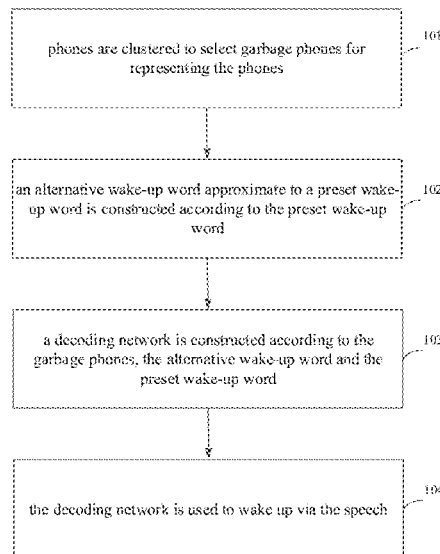 phones are clustered to select garbage phones for
representing the phones
101
an alternative wake-up word approximate to a preset wake-
up word is constructed according to the preset wake-up
word
102
a decoding network is constructed according to the
garbage phones, the alternative wake-up word and the
preset wake-up word
103
the decoding network is used to wake up via the speech
104